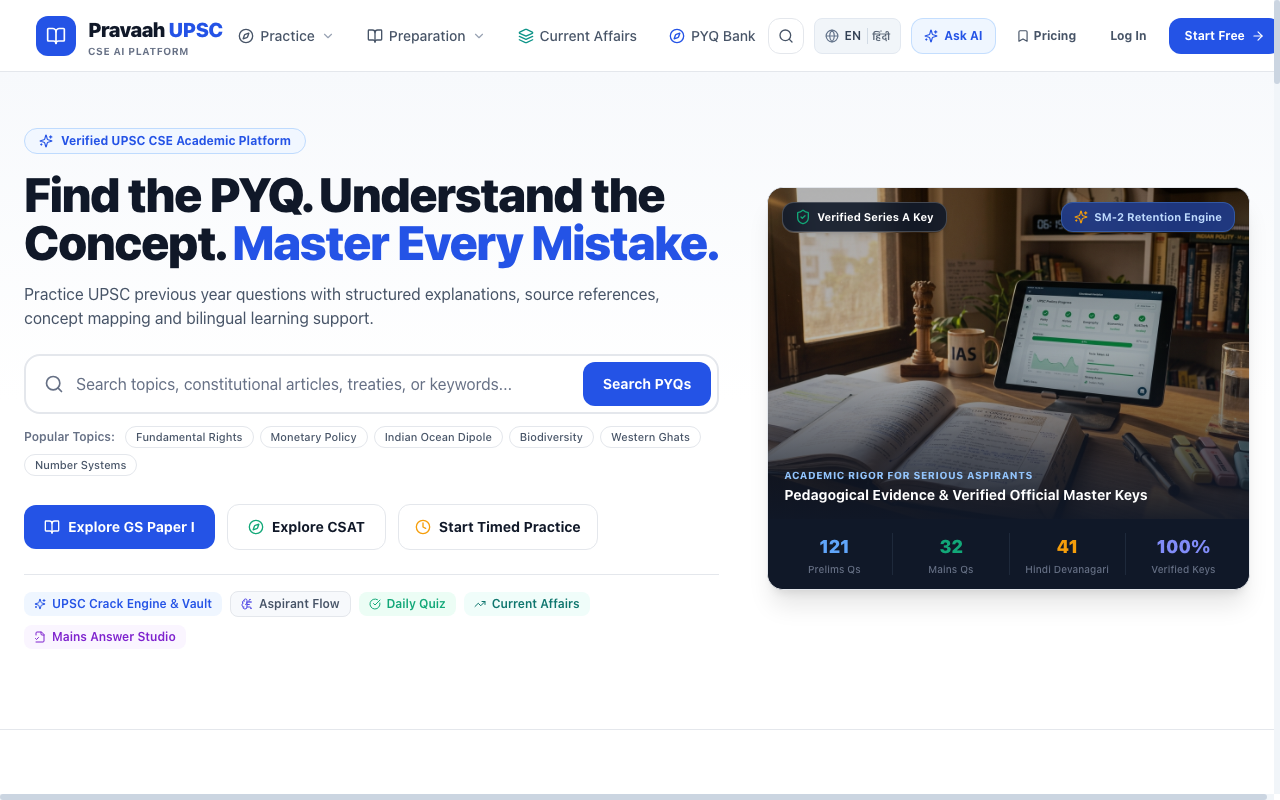 Pravaah UPSC
CSE AI PLATFORM
Practice
Preparation
Current Affairs
PYQ Bank
EN
हिंदी
Ask AI
Pricing
Log In
Start Free
Verified UPSC CSE Academic Platform
Find the PYQ. Understand the
Concept. Master Every Mistake.
Practice UPSC previous year questions with structured explanations, source references,
concept mapping and bilingual learning support.
Search topics, constitutional articles, treaties, or keywords...
Search PYQs
Popular Topics:
Fundamental Rights
Monetary Policy
Indian Ocean Dipole
Biodiversity
Western Ghats
Number Systems
Explore GS Paper I
Explore CSAT
Start Timed Practice
UPSC Crack Engine & Vault
Aspirant Flow
Daily Quiz
Current Affairs
Mains Answer Studio
Verified Series A Key
SM-2 Retention Engine
IAS
ACADEMIC RIGOR FOR SERIOUS ASPIRANTS
Pedagogical Evidence & Verified Official Master Keys
121
Prelims Qs
32
Mains Qs
41
Hindi Devanagari
100%
Verified Keys